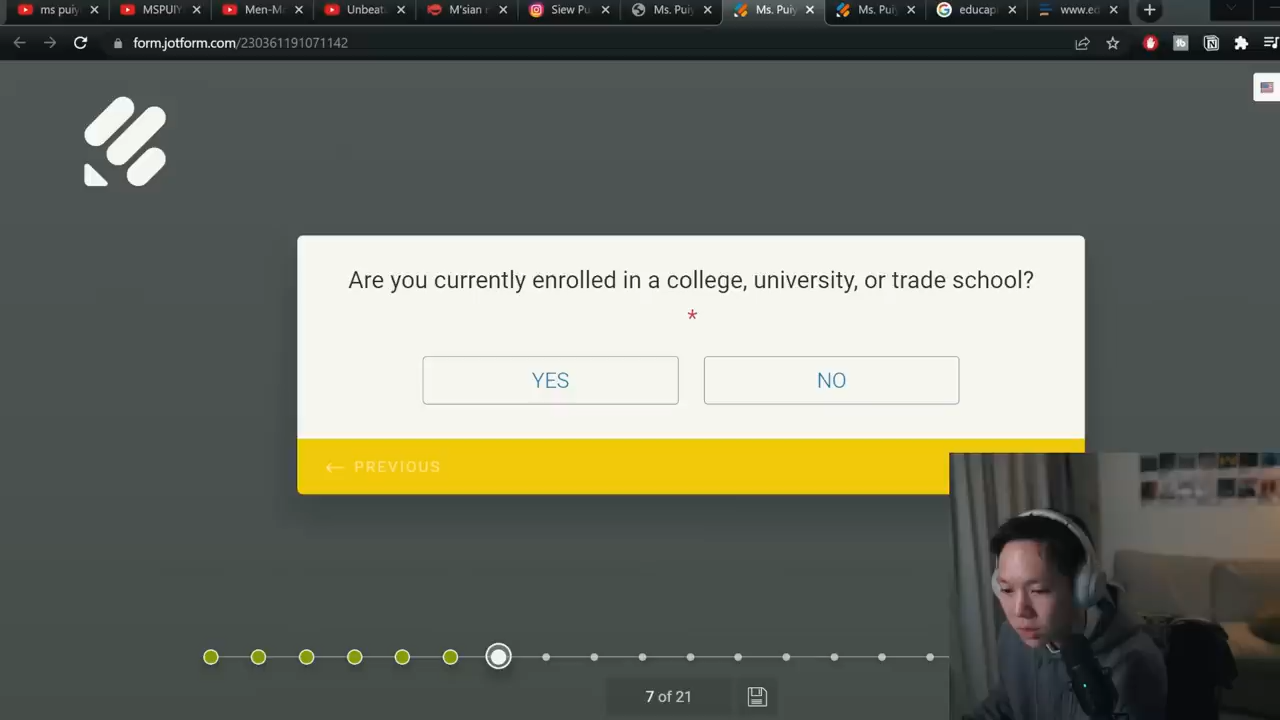 ms puiy
MSPUIY
Men-Ma
Unbeat
M'sian r
Siew Pu
Ms. Puiy
Ms. Puiy
Ms. Puiy
educap
www.ed
form.jotform.com/230361191071142
Are you currently enrolled in a college, university, or trade school?
*
YES
NO
← PREVIOUS
7 of 21